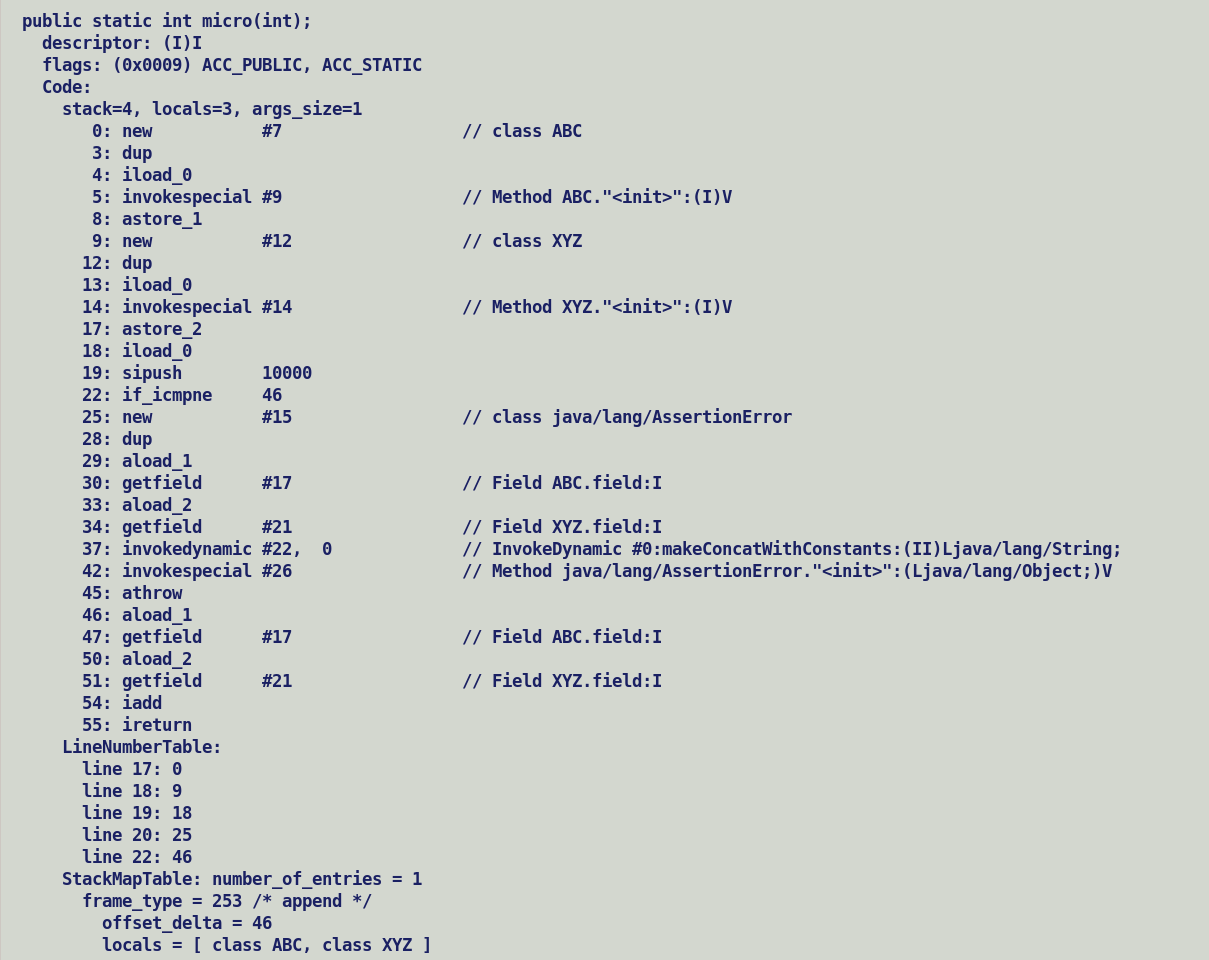 public static int micro(int);
  descriptor: (I)I
  flags: (0x0009) ACC_PUBLIC, ACC_STATIC
  Code:
    stack=4, locals=3, args_size=1
       0: new           #7                  // class ABC
       3: dup
       4: iload_0
       5: invokespecial #9                  // Method ABC."<init>":(I)V
       8: astore_1
       9: new           #12                 // class XYZ
      12: dup
      13: iload_0
      14: invokespecial #14                 // Method XYZ."<init>":(I)V
      17: astore_2
      18: iload_0
      19: sipush        10000
      22: if_icmpne     46
      25: new           #15                 // class java/lang/AssertionError
      28: dup
      29: aload_1
      30: getfield      #17                 // Field ABC.field:I
      33: aload_2
      34: getfield      #21                 // Field XYZ.field:I
      37: invokedynamic #22,  0             // InvokeDynamic #0:makeConcatWithConstants:(II)Ljava/lang/String;
      42: invokespecial #26                 // Method java/lang/AssertionError."<init>":(Ljava/lang/Object;)V
      45: athrow
      46: aload_1
      47: getfield      #17                 // Field ABC.field:I
      50: aload_2
      51: getfield      #21                 // Field XYZ.field:I
      54: iadd
      55: ireturn
    LineNumberTable:
      line 17: 0
      line 18: 9
      line 19: 18
      line 20: 25
      line 22: 46
    StackMapTable: number_of_entries = 1
      frame_type = 253 /* append */
        offset_delta = 46
        locals = [ class ABC, class XYZ ]